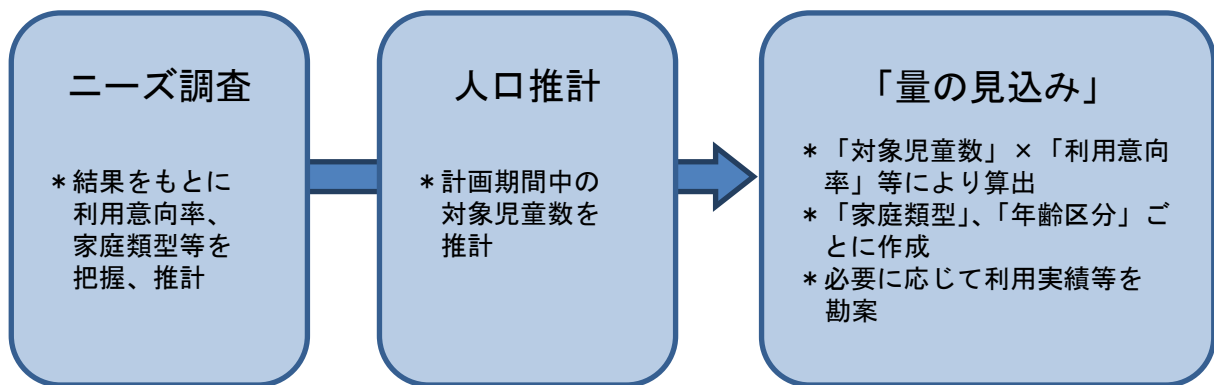 ニーズ調査
＊結果をもとに
利用意向率、
家庭類型等を
把握、推計
人口推計
＊計画期間中の
対象児童数を
推計
「量の見込み」
＊「対象児童数」×「利用意向
率」等により算出
＊「家庭類型」、「年齢区分」ご
とに作成
＊必要に応じて利用実績等を
勘案